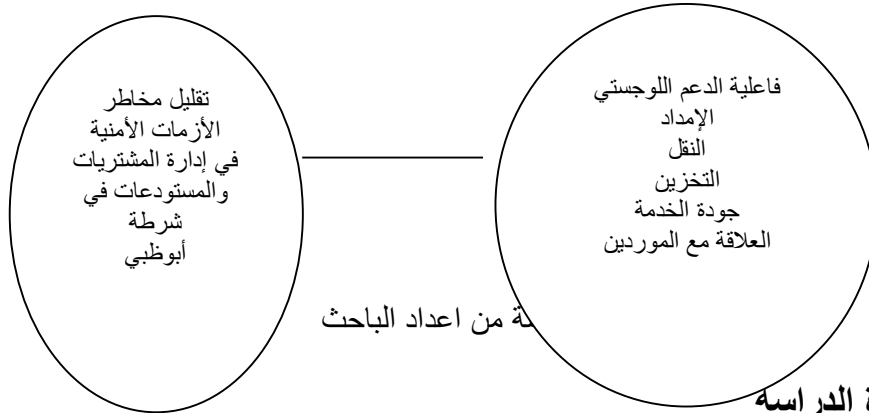 فاعلية الدعم اللوجستي
الإمداد
النقل
التخزين
جودة الخدمة
العلاقة مع الموردين
تقليل مخاطر
الأزمات الأمنية
في إدارة المشتريات
والمستودعات في
شرطة
أبوظبي
من اعداد الباحث
الدراسة